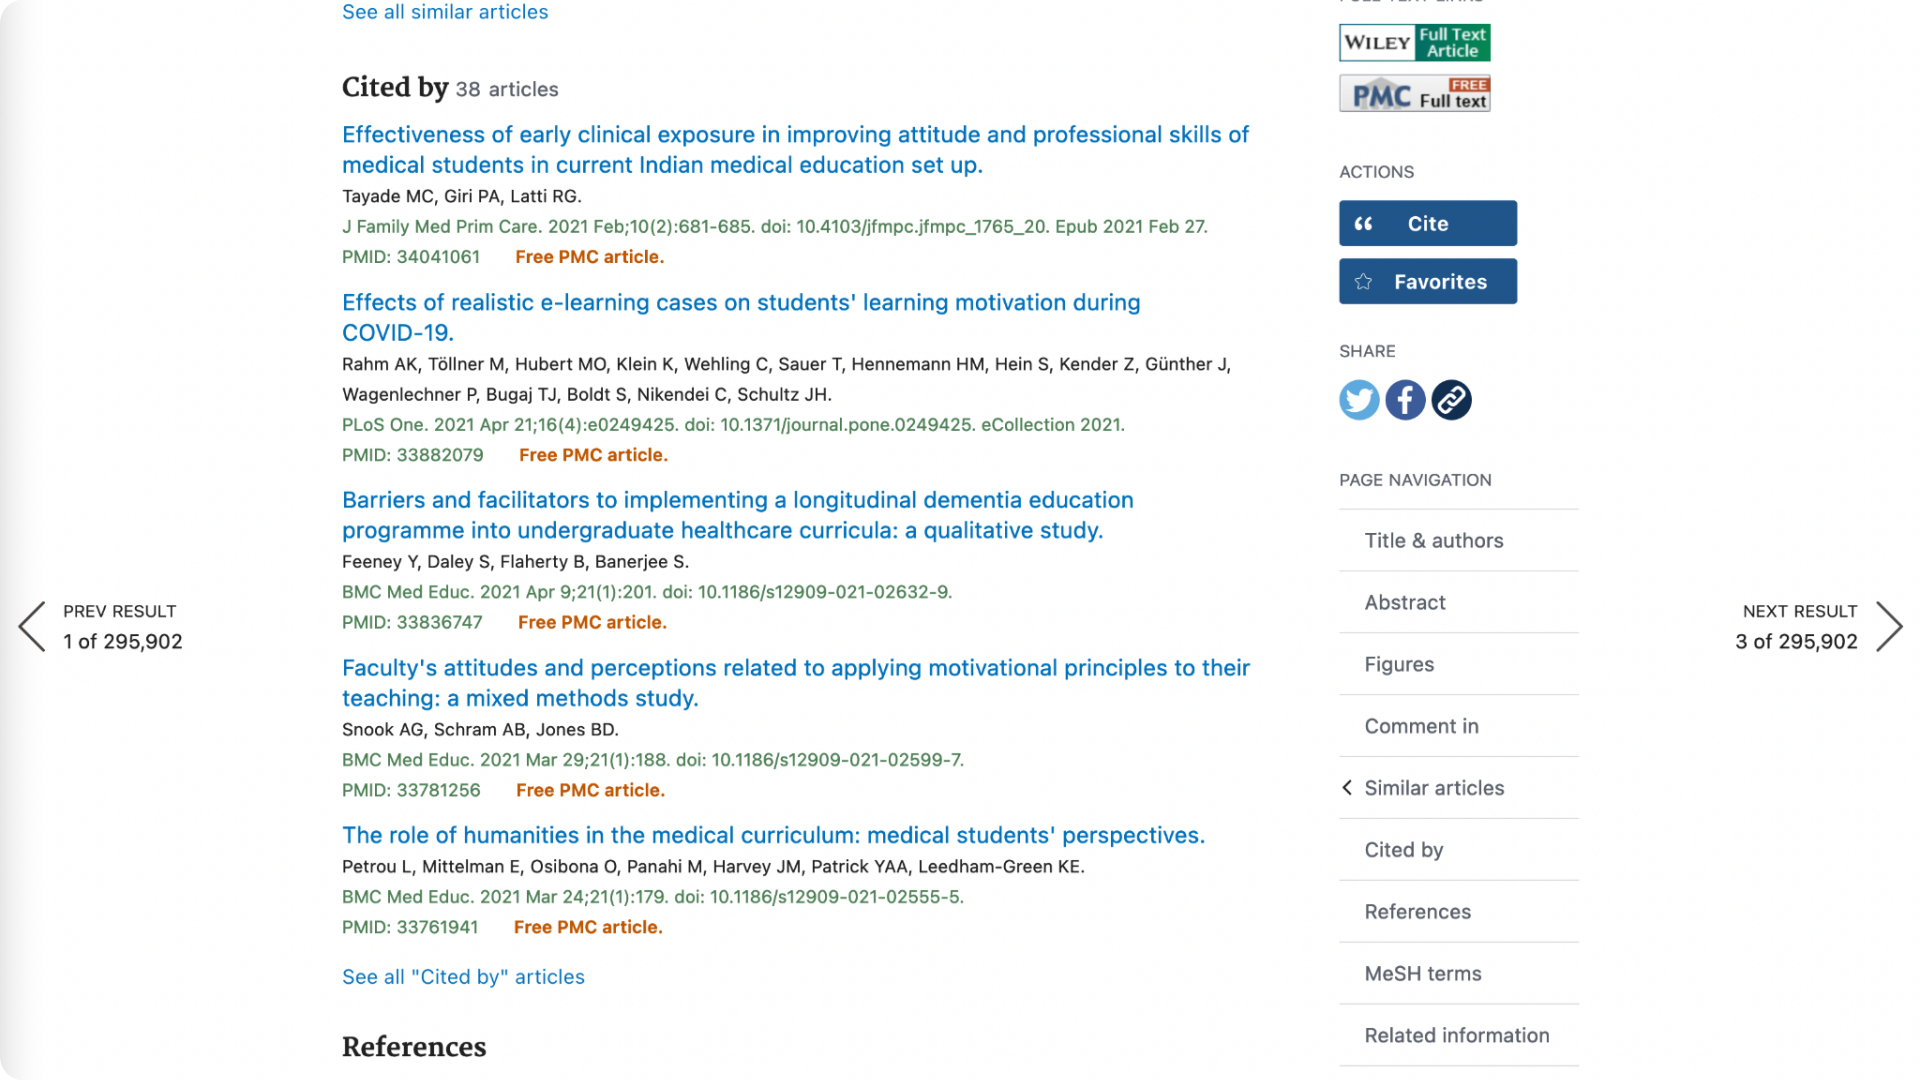 See all similar articles
Cited by 38 articles
Effectiveness of early clinical exposure in improving attitude and professional skills of
medical students in current Indian medical education set up.
Tayade MC, Giri PA, Latti RG.
J Family Med Prim Care. 2021 Feb;10(2):681-685. doi: 10.4103/jfmpc.jfmpc_1765_20. Epub 2021 Feb 27.
PMID: 34041061 Free PMC article.
Effects of realistic e-learning cases on students' learning motivation during
COVID-19.
Rahm AK, Töllner M, Hubert MO, Klein K, Wehling C, Sauer T, Hennemann HM, Hein S, Kender Z, Günther J,
Wagenlechner P, Bugaj TJ, Boldt S, Nikendei C, Schultz JH.
PLoS One. 2021 Apr 21;16(4):e0249425. doi: 10.1371/journal.pone.0249425. eCollection 2021.
PMID: 33882079 Free PMC article.
Barriers and facilitators to implementing a longitudinal dementia education
programme into undergraduate healthcare curricula: a qualitative study.
Feeney Y, Daley S, Flaherty B, Banerjee S.
BMC Med Educ. 2021 Apr 9;21(1):201. doi: 10.1186/s12909-021-02632-9.
PMID: 33836747 Free PMC article.
Faculty's attitudes and perceptions related to applying motivational principles to their
teaching: a mixed methods study.
Snook AG, Schram AB, Jones BD.
BMC Med Educ. 2021 Mar 29;21(1):188. doi: 10.1186/s12909-021-02599-7.
PMID: 33781256 Free PMC article.
The role of humanities in the medical curriculum: medical students' perspectives.
Petrou L, Mittelman E, Osibona O, Panahi M, Harvey JM, Patrick YAA, Leedham-Green KE.
BMC Med Educ. 2021 Mar 24;21(1):179. doi: 10.1186/s12909-021-02555-5.
PMID: 33761941 Free PMC article.
See all "Cited by" articles
References
PREV RESULT
1 of 295,902
FULL TEXT LINKS
WILEY Full Text
Article
PMC FREE
Full text
ACTIONS
Cite
Favorites
SHARE
PAGE NAVIGATION
Title & authors
Abstract
Figures
Comment in
Similar articles
Cited by
References
MeSH terms
Related information
NEXT RESULT
3 of 295,902